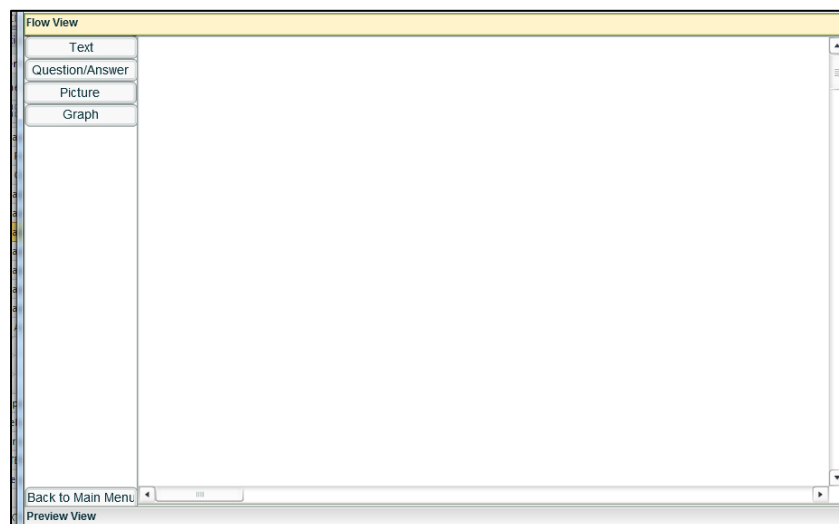 Flow View
Text
Question/Answer
Picture
Graph
Back to Main Menu
Preview View